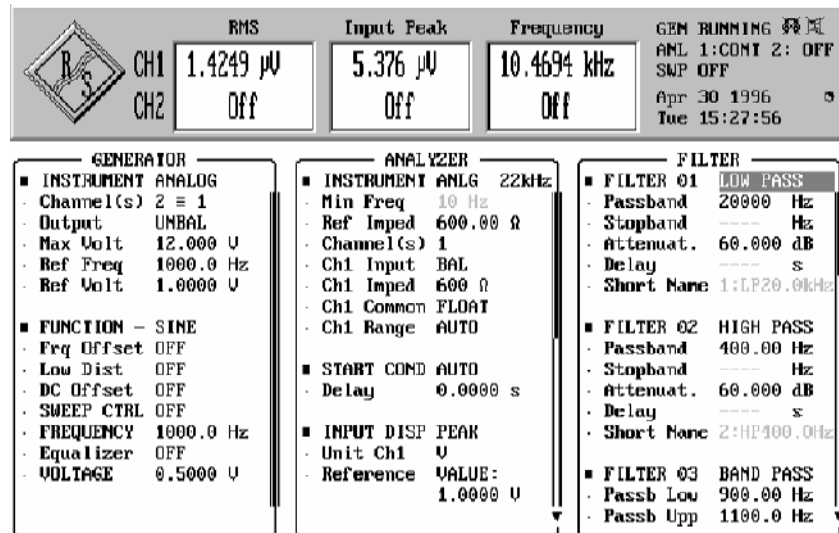 RMS Input Peak Frequency
GEN RUNNING
ANL 1:CONT 2: OFF
SWP OFF
Apr 30 1996
Tue 15:27:56
R S
CH1 1.4249 µV 5.376 µV 10.4694 kHz
CH2 Off Off Off
GENERATOR
INSTRUMENT ANALOG
Channel(s) 2 ≡ 1
Output UNBAL
Max Volt 12.000 V
Ref Freq 1000.0 Hz
Ref Volt 1.0000 V
FUNCTION - SINE
Frq Offset OFF
Low Dist OFF
DC Offset OFF
SWEEP CTRL OFF
FREQUENCY 1000.0 Hz
Equalizer OFF
VOLTAGE 0.5000 V
ANALYZER
INSTRUMENT ANLG 22kHz
Min Freq 10 Hz
Ref Imped 600.00 Ω
Channel(s) 1
Ch1 Input BAL
Ch1 Imped 600 Ω
Ch1 Common FLOAT
Ch1 Range AUTO
START COND AUTO
Delay 0.0000 s
INPUT DISP PEAK
Unit Ch1 V
Reference VALUE:
1.0000 V
FILTER
FILTER 01 LOW PASS
Passband 20000 Hz
Stopband ---- Hz
Attenuat. 60.000 dB
Delay ---- s
Short Name 1:LP20.0kHz
FILTER 02 HIGH PASS
Passband 400.00 Hz
Stopband ---- Hz
Attenuat. 60.000 dB
Delay ---- s
Short Name 2:HP400.0Hz
FILTER 03 BAND PASS
Passb Low 900.00 Hz
Passb Upp 1100.0 Hz